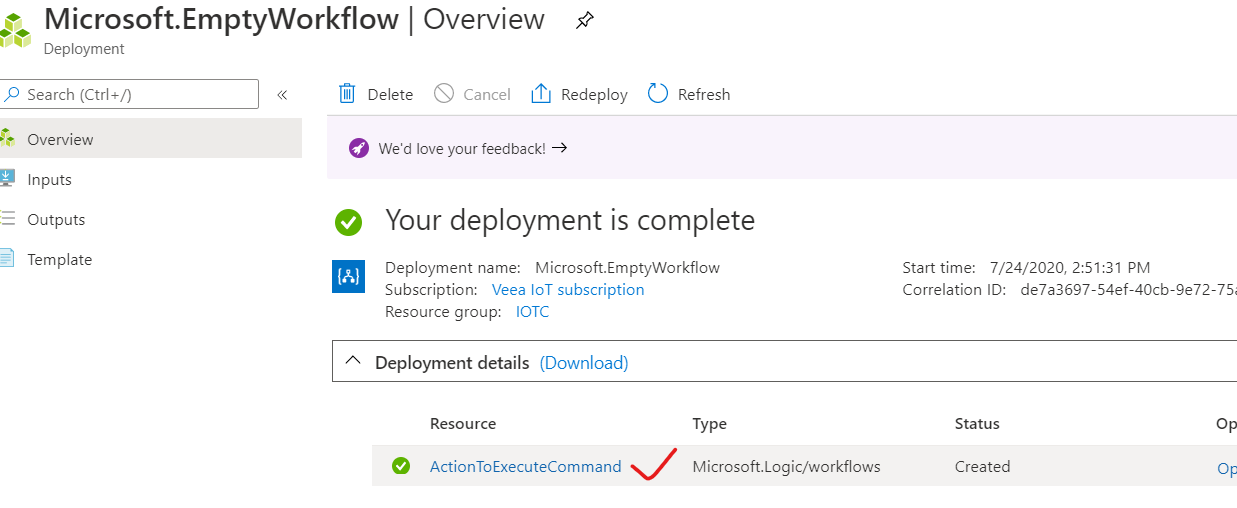 Microsoft.EmptyWorkflow | Overview
Deployment
Search (Ctrl+/)
«
Delete
Cancel
Redeploy
Refresh
Overview
Inputs
Outputs
Template
We'd love your feedback! →
Your deployment is complete
Deployment name: Microsoft.EmptyWorkflow
Subscription: Veea IoT subscription
Resource group: IOTC
Start time: 7/24/2020, 2:51:31 PM
Correlation ID: de7a3697-54ef-40cb-9e72-75a
Deployment details (Download)
Resource Type Status Op
ActionToExecuteCommand Microsoft.Logic/workflows Created Op